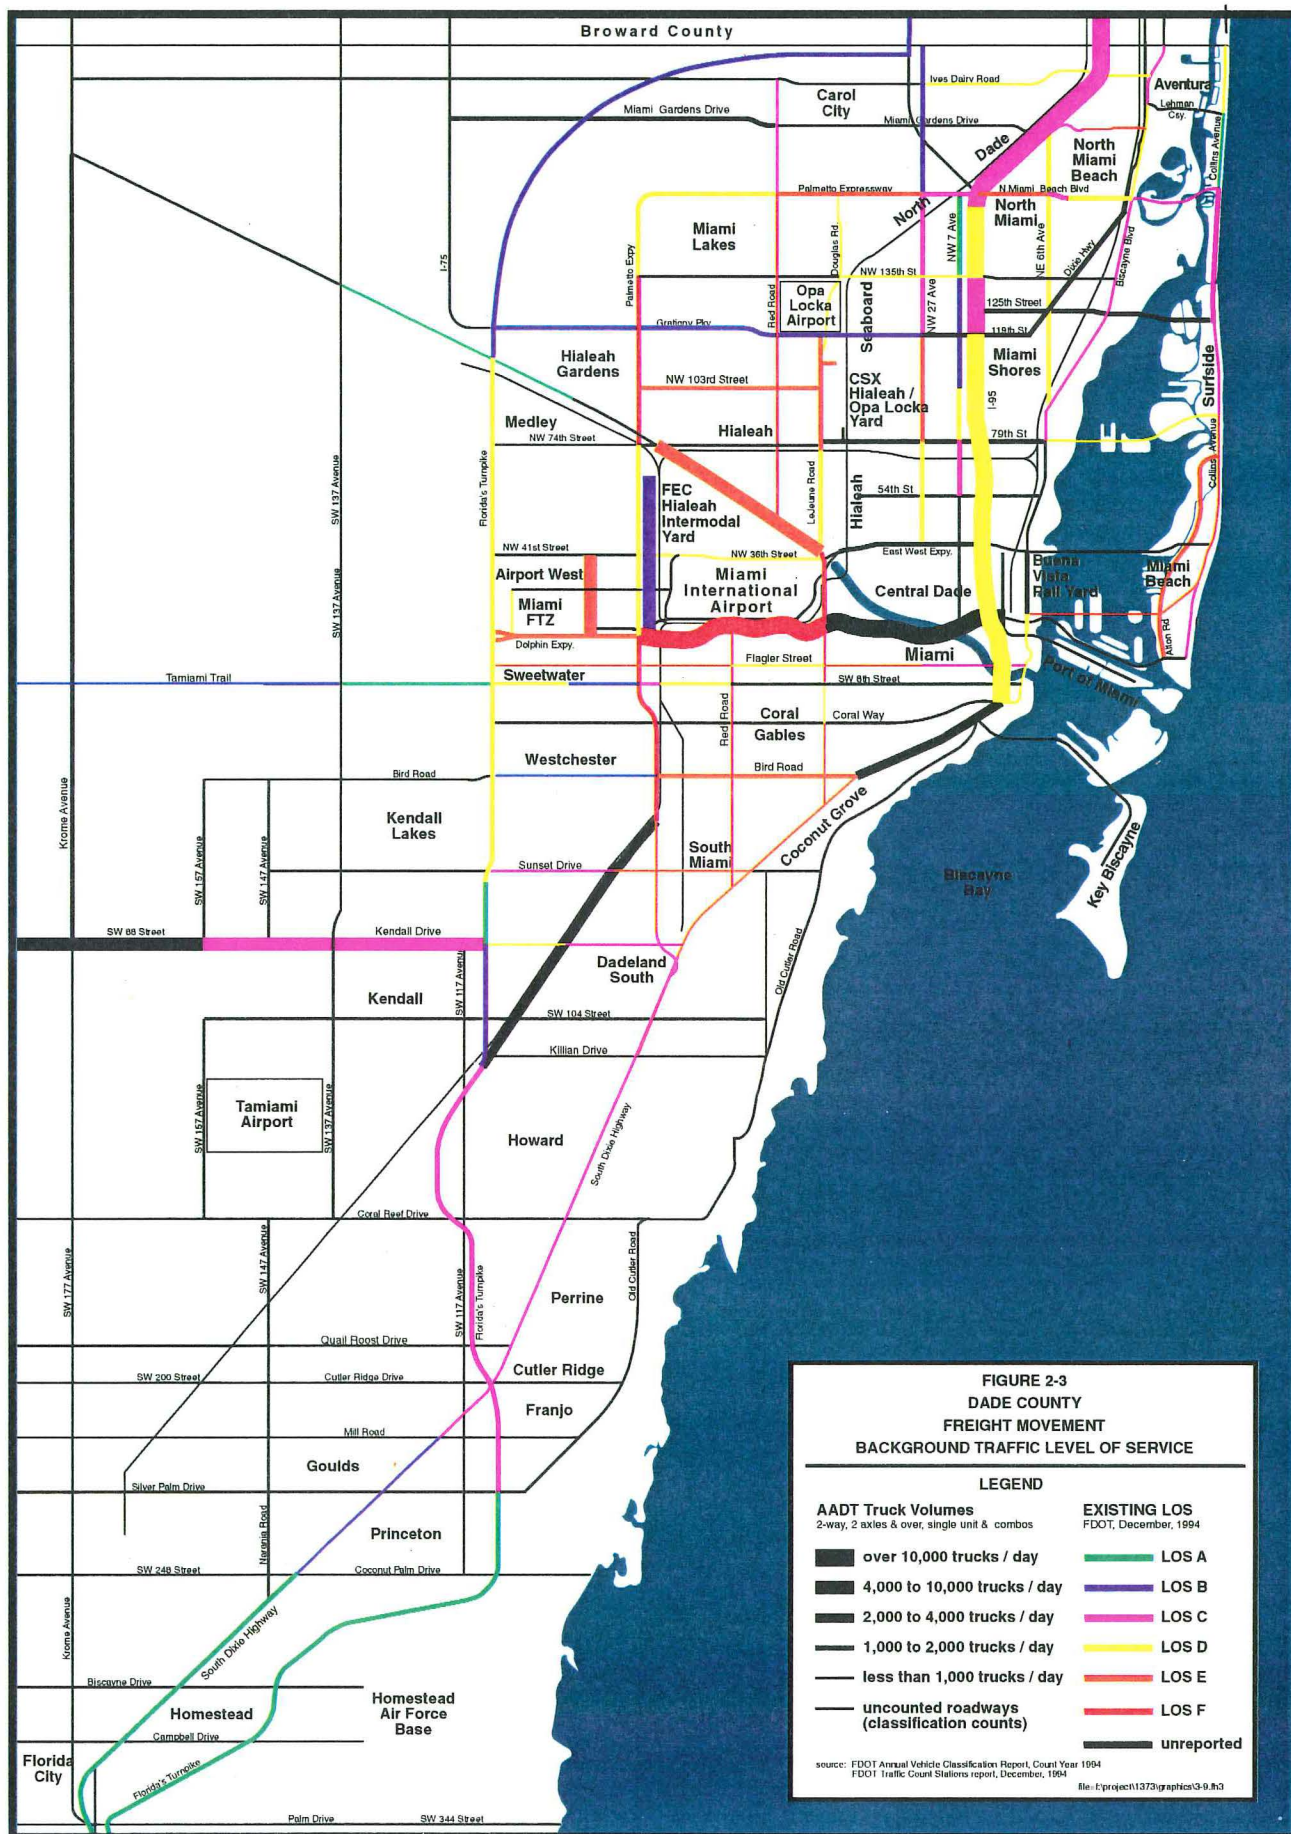 Broward County
Ives Dairy Road
Aventura
Lehman
Csy.
Carol
City
Miami Gardens Drive
Miami Gardens Drive
Collins Avenue
Dade
North
Miami
Beach
Palmetto Expressway
N Miami Beach Blvd
North
North
Miami
Miami
Lakes
Douglas Rd.
NW 7 Ave
NE 6th Ave
Dixie Hwy
Biscayne Blvd
I-75
Palmetto Expy
NW 135th St
Opa
Locka
Airport
Red Road
Seaboard
NW 27 Ave
125th Street
119th St
Gratigny Pky
Hialeah
Gardens
Miami
Shores
Surfside
NW 103rd Street
CSX
Hialeah /
Opa Locka
Yard
I-95
Medley
NW 74th Street
Hialeah
79th St
Collins Avenue
SW 137 Avenue
Florida's Turnpike
FEC
Hialeah
Intermodal
Yard
LeJeune Road
Hialeah
54th St
NW 41st Street
NW 36th Street
East West Expy.
Airport West
Miami
International
Airport
Central Dade
Buena
Vista
Rail Yard
Miami
Beach
Miami
FTZ
SW 137 Avenue
Dolphin Expy.
Alton Rd
Flagler Street
Miami
Port of Miami
Tamiami Trail
Sweetwater
SW 8th Street
Red Road
Coral
Gables
Coral Way
Westchester
Bird Road
Bird Road
Krome Avenue
Kendall
Lakes
Coconut Grove
SW 157 Avenue
SW 147 Avenue
South
Miami
Sunset Drive
Key Biscayne
Biscayne
Bay
SW 88 Street
Kendall Drive
Dadeland
South
Old Cutler Road
SW 117 Avenue
Kendall
SW 104 Street
Killian Drive
Tamiami
Airport
SW 157 Avenue
SW 137 Avenue
Howard
South Dixie Highway
Coral Reef Drive
SW 177 Avenue
SW 147 Avenue
SW 117 Avenue
Florida's Turnpike
Old Cutler Road
Perrine
Quail Roost Drive
SW 200 Street
Cutler Ridge Drive
Cutler Ridge
Franjo
Mill Road
Goulds
Silver Palm Drive
Narania Road
Princeton
SW 248 Street
Coconut Palm Drive
Krome Avenue
South Dixie Highway
Biscayne Drive
Homestead
Homestead
Air Force
Base
Campbell Drive
Florida
City
Florida's Turnpike
Palm Drive
SW 344 Street
FIGURE 2-3
DADE COUNTY
FREIGHT MOVEMENT
BACKGROUND TRAFFIC LEVEL OF SERVICE
LEGEND
AADT Truck Volumes
2-way, 2 axles & over, single unit & combos
over 10,000 trucks / day
4,000 to 10,000 trucks / day
2,000 to 4,000 trucks / day
1,000 to 2,000 trucks / day
less than 1,000 trucks / day
uncounted roadways
(classification counts)
EXISTING LOS
FDOT, December, 1994
LOS A
LOS B
LOS C
LOS D
LOS E
LOS F
unreported
source: FDOT Annual Vehicle Classification Report, Count Year 1994
FDOT Traffic Count Stations report, December, 1994
file=f:\project\1373\graphics\3-9.fh3